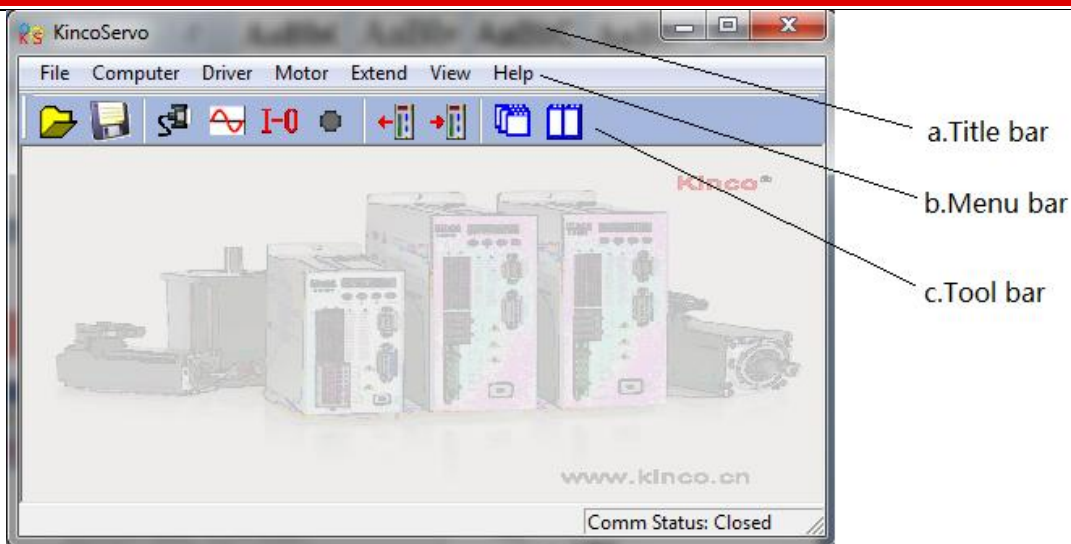 KincoServo
File Computer Driver Motor Extend View Help
I-0
a.Title bar
b.Menu bar
c.Tool bar
Kinco®
www.kinco.cn
Comm Status: Closed